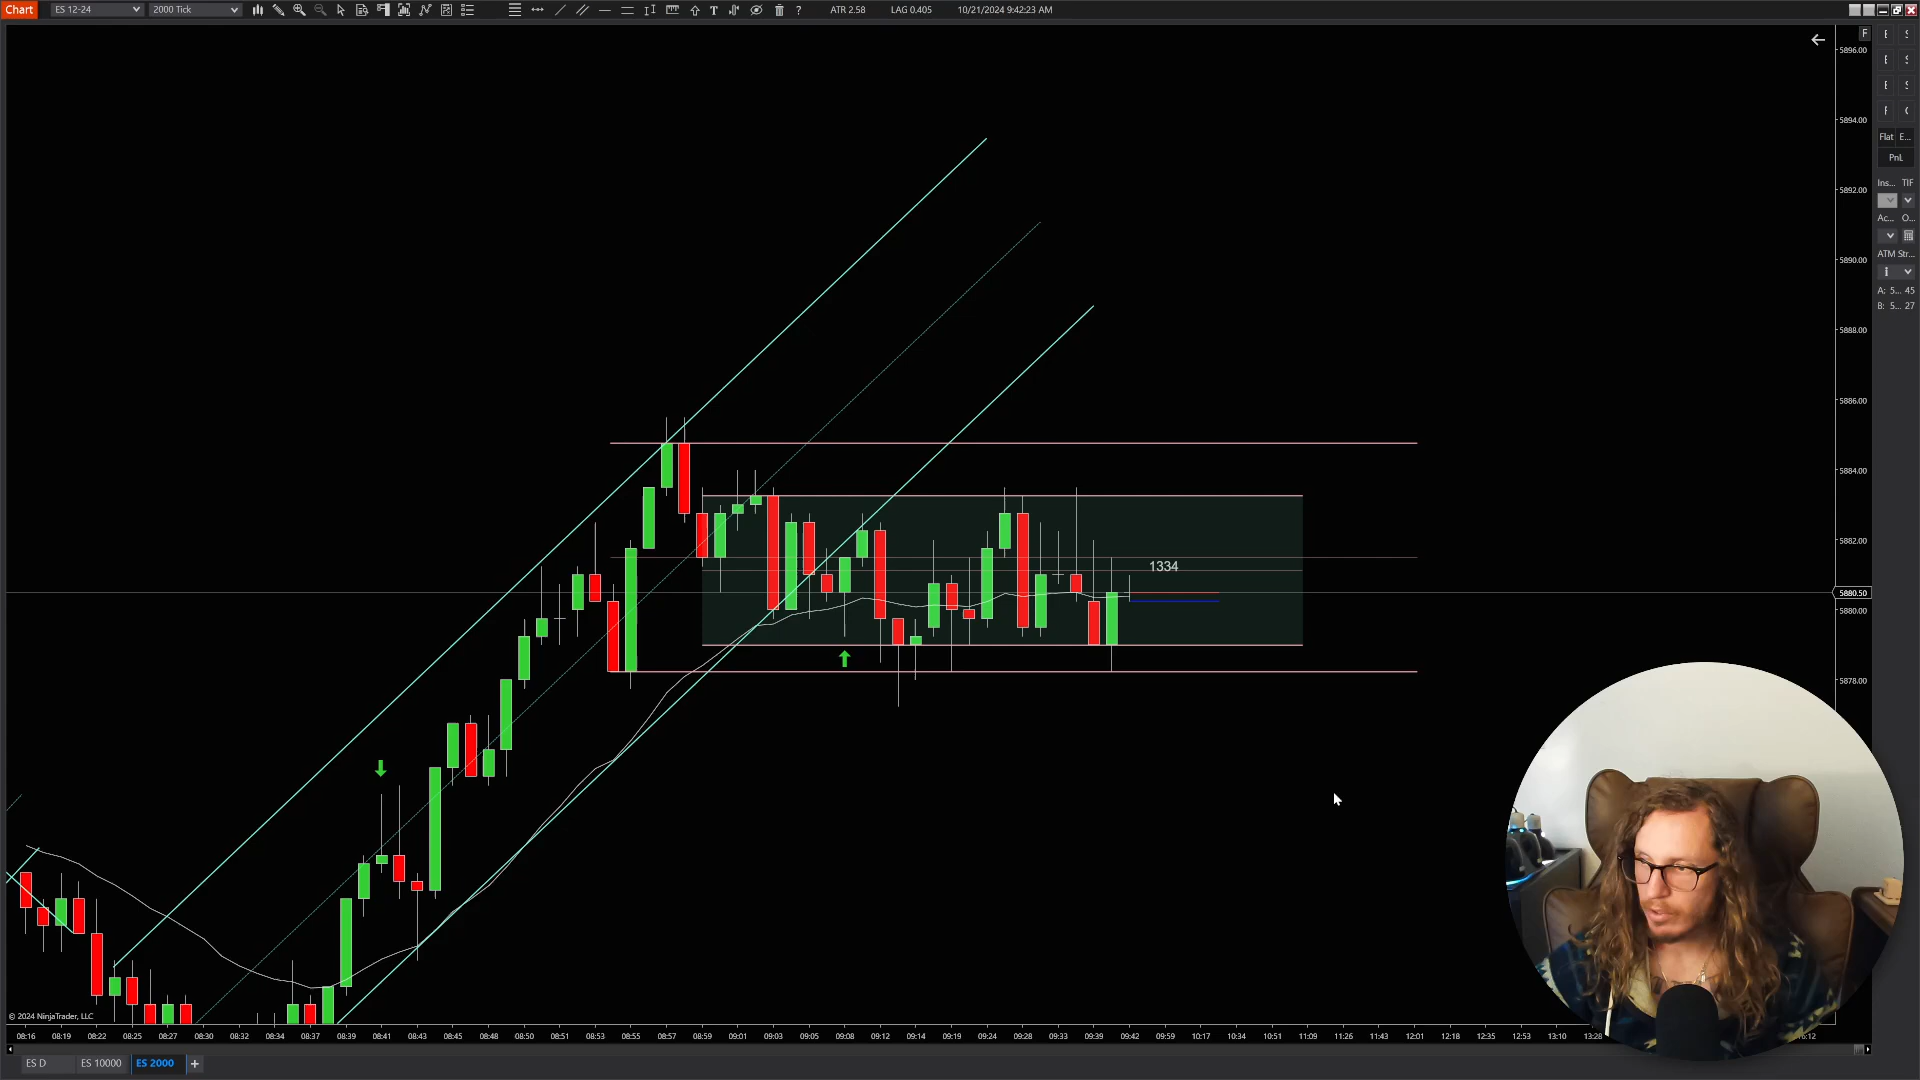 Chart ES 12-24 2000 Tick ATR 2.58 LAG 0.405 10/21/2024 9:42:23 AM
F
5896.00
5894.00
5892.00
5890.00
5888.00
5886.00
5884.00
5882.00
5880.50
5880.00
5878.00
1334
Flat E...
PnL
Ins... TIF
Ac... O...
ATM Str...
A: 5... 45
B: 5... 27
© 2024 NinjaTrader, LLC
08:16 08:19 08:22 08:25 08:27 08:30 08:32 08:34 08:37 08:39 08:41 08:43 08:45 08:48 08:50 08:51 08:53 08:55 08:57 08:59 09:01 09:03 09:05 09:08 09:12 09:14 09:19 09:24 09:33 09:39 09:42 09:59 10:17 10:34 10:51 11:09 11:26 11:43 12:01 12:18 12:35 12:53 13:10 13:28
ES D ES 10000 ES 2000 +